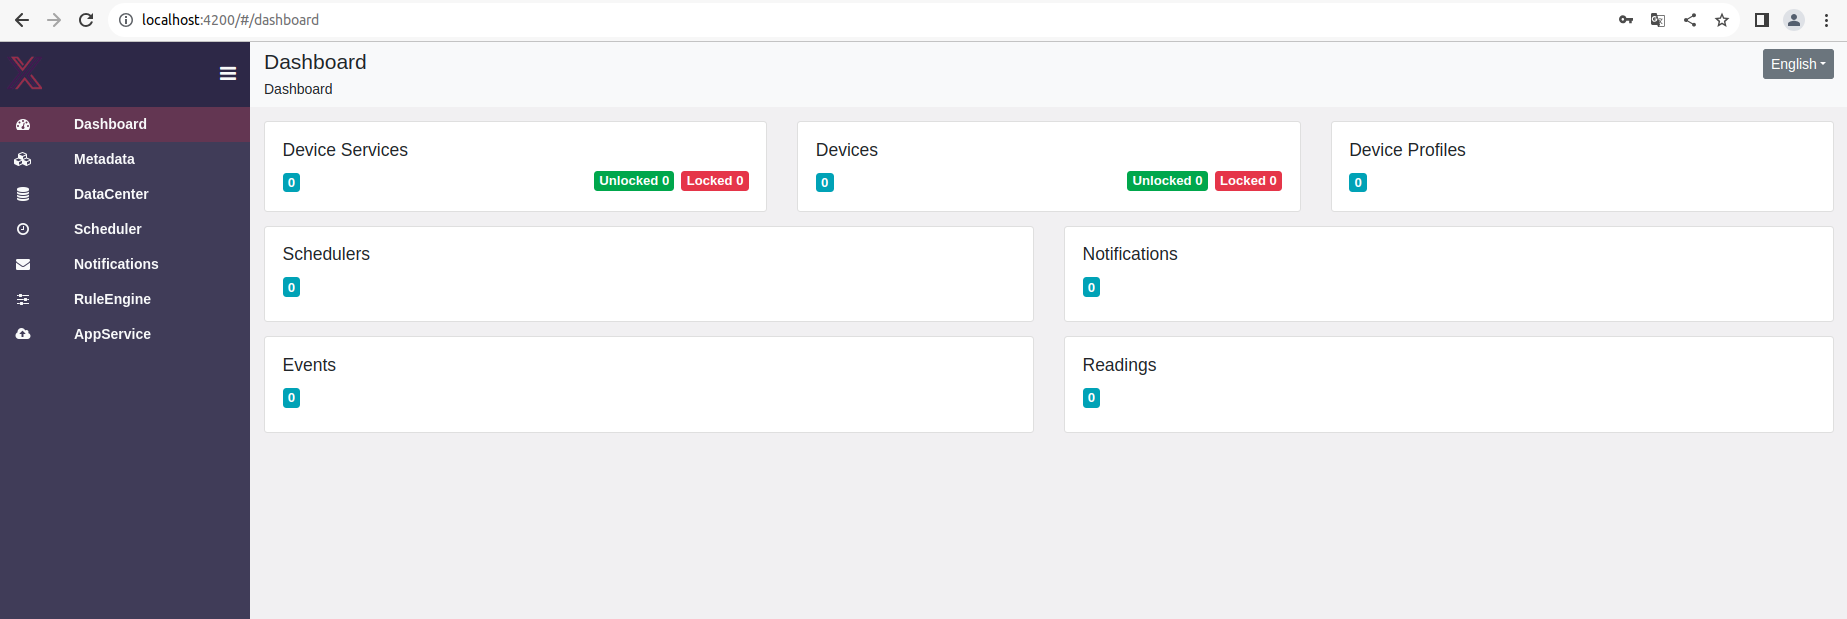 localhost:4200/#/dashboard
Dashboard
Dashboard
English
Dashboard
Metadata
DataCenter
Scheduler
Notifications
RuleEngine
AppService
Device Services
0
Unlocked 0
Locked 0
Devices
0
Unlocked 0
Locked 0
Device Profiles
0
Schedulers
0
Notifications
0
Events
0
Readings
0